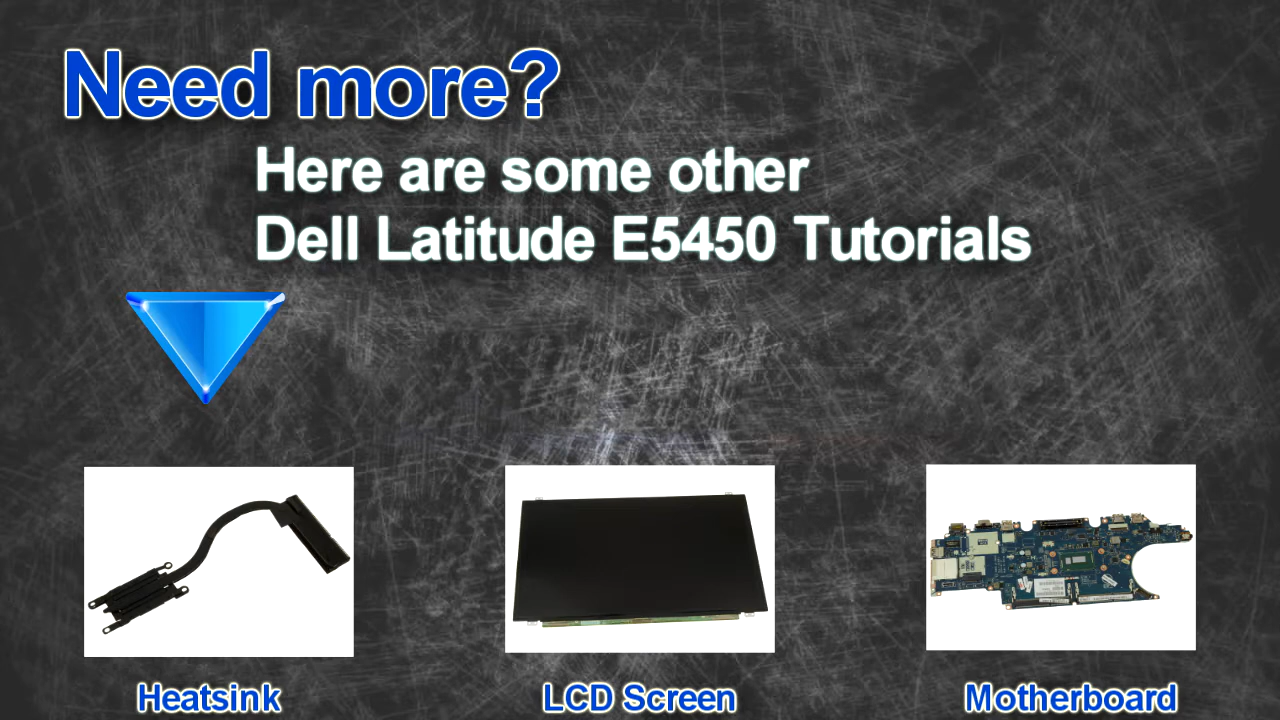 Need more?
Here are some other
Dell Latitude E5450 Tutorials
Heatsink
LCD Screen
Motherboard